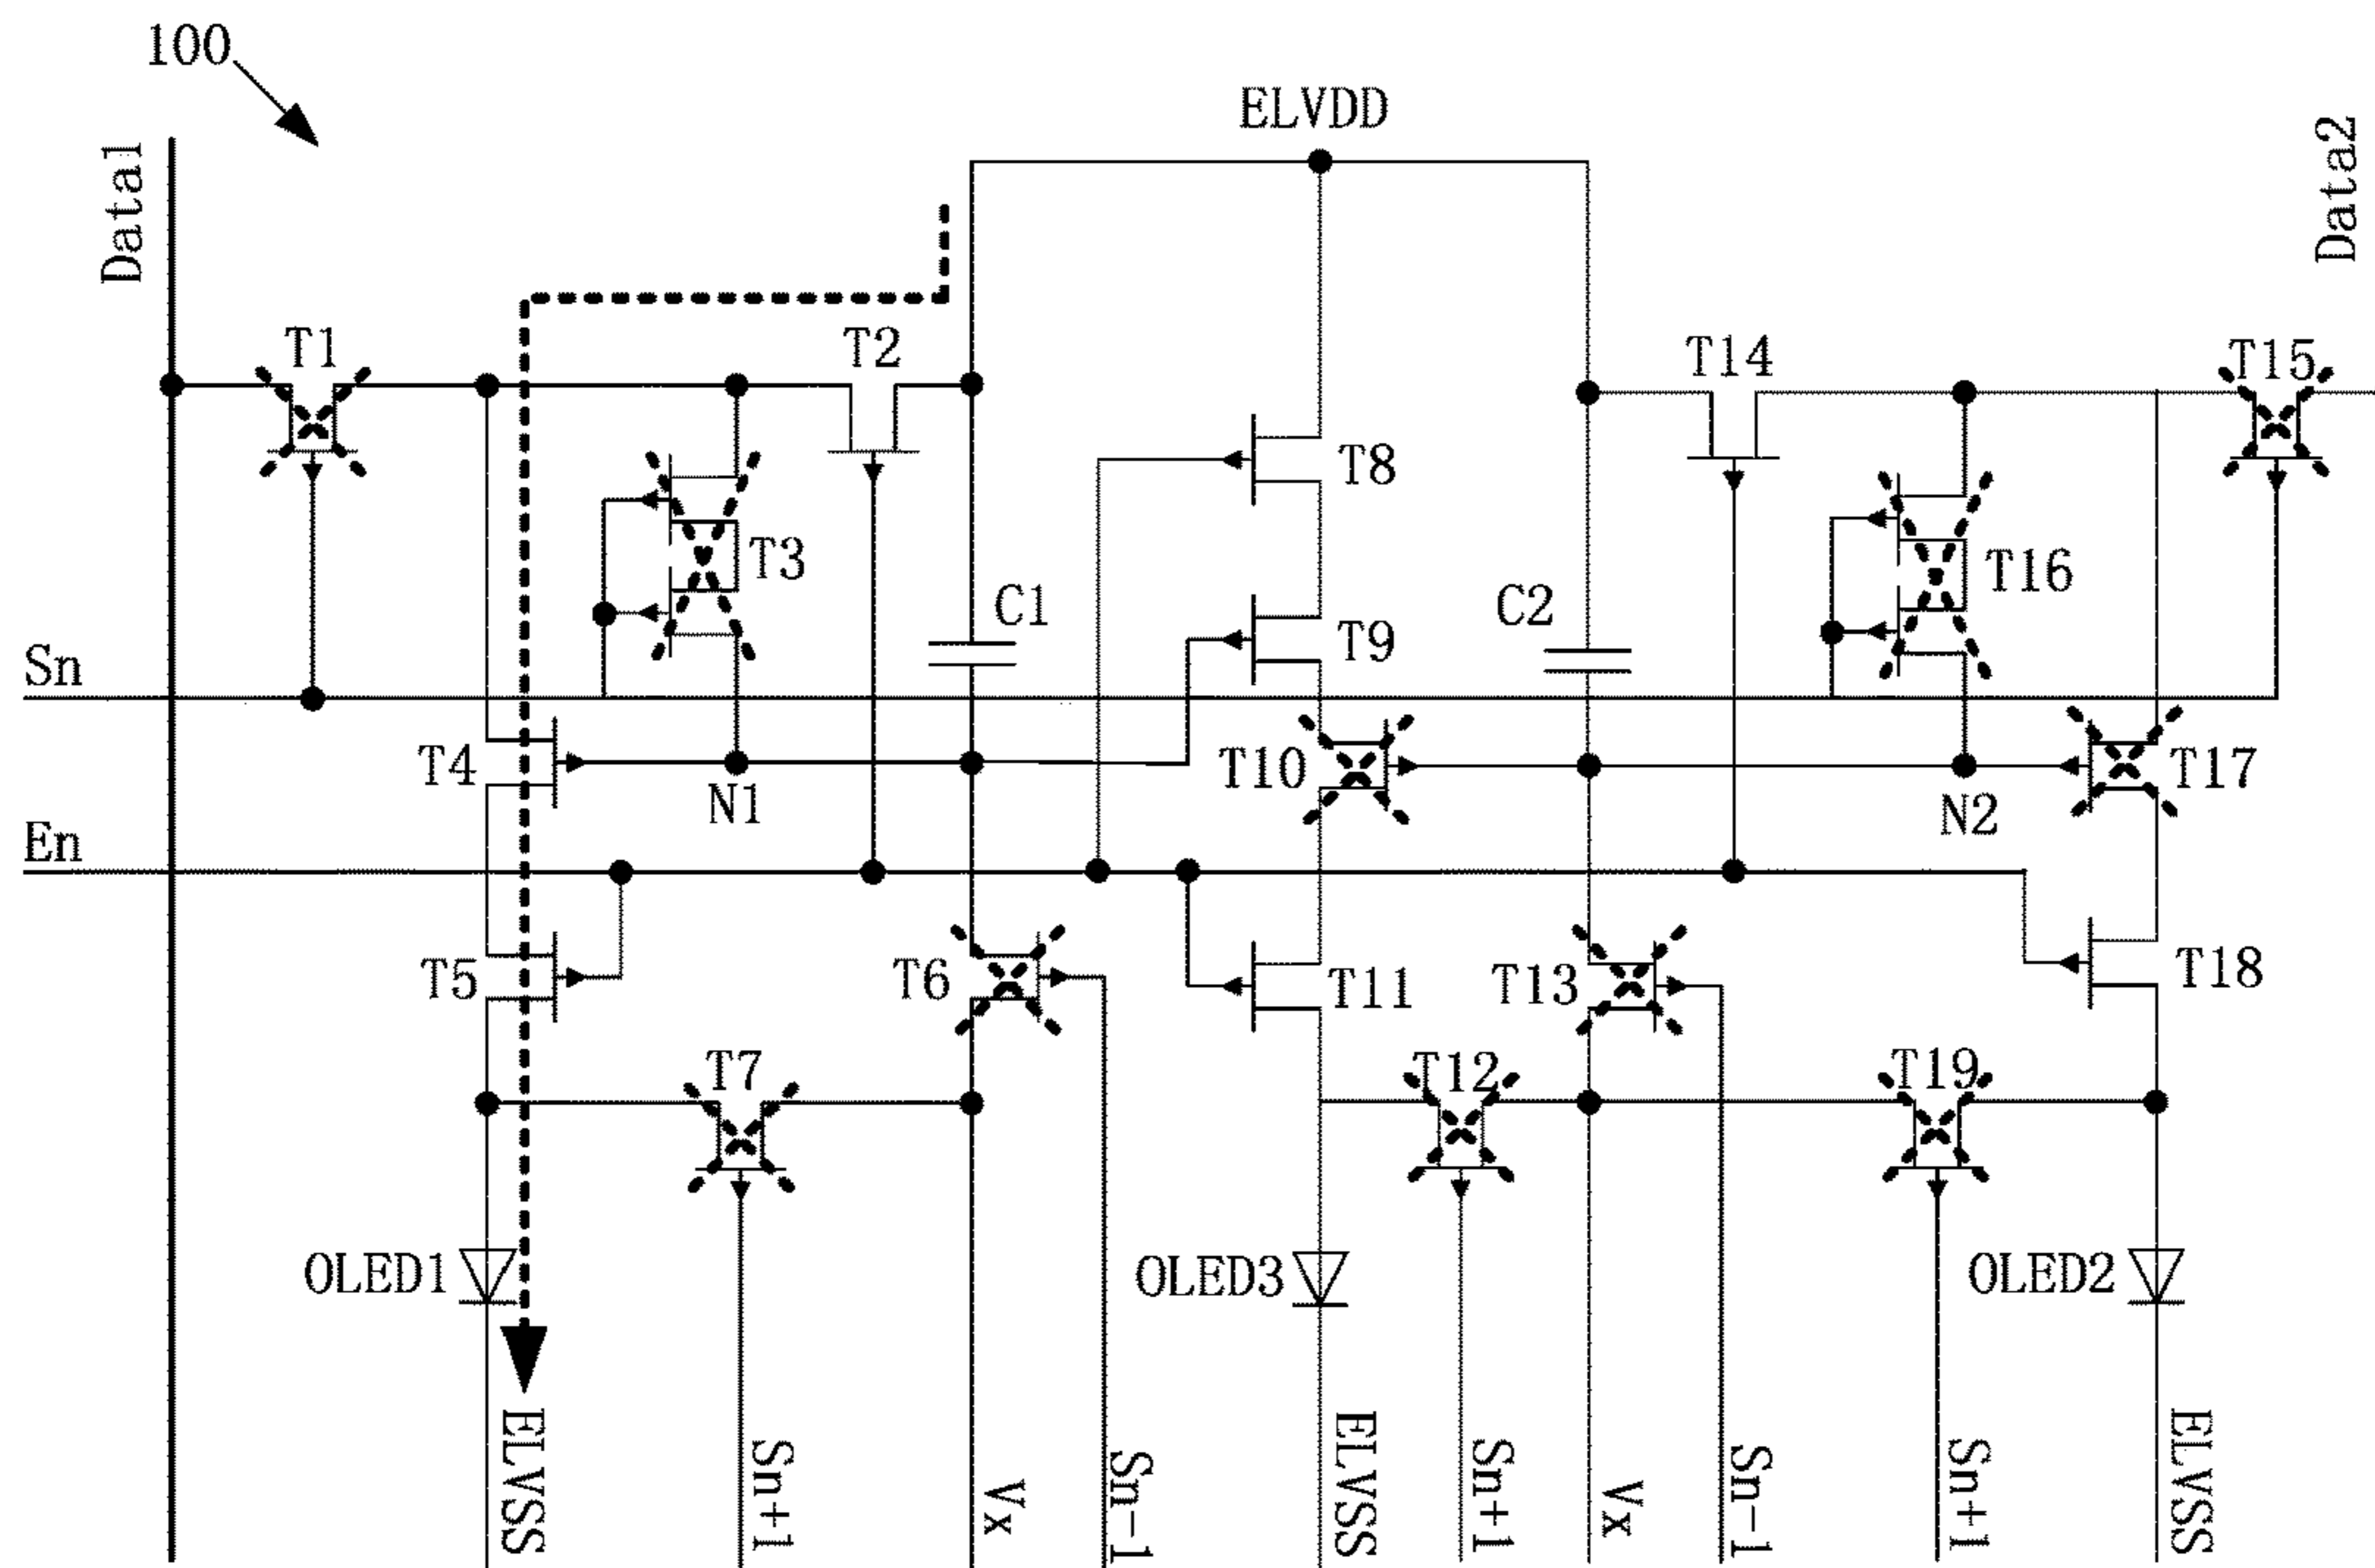 100
ELVDD
Data1
Data2
T1
T2
T14
T15
T8
T3
T16
C1
C2
T9
Sn
T4
T10
T17
N1
N2
En
T5
T6
T11
T13
T18
T7
T12
T19
OLED1
OLED3
OLED2
ELVSS
Sn+1
Vx
Sn-1
ELVSS
Sn+1
Vx
Sn-1
Sn+1
ELVSS